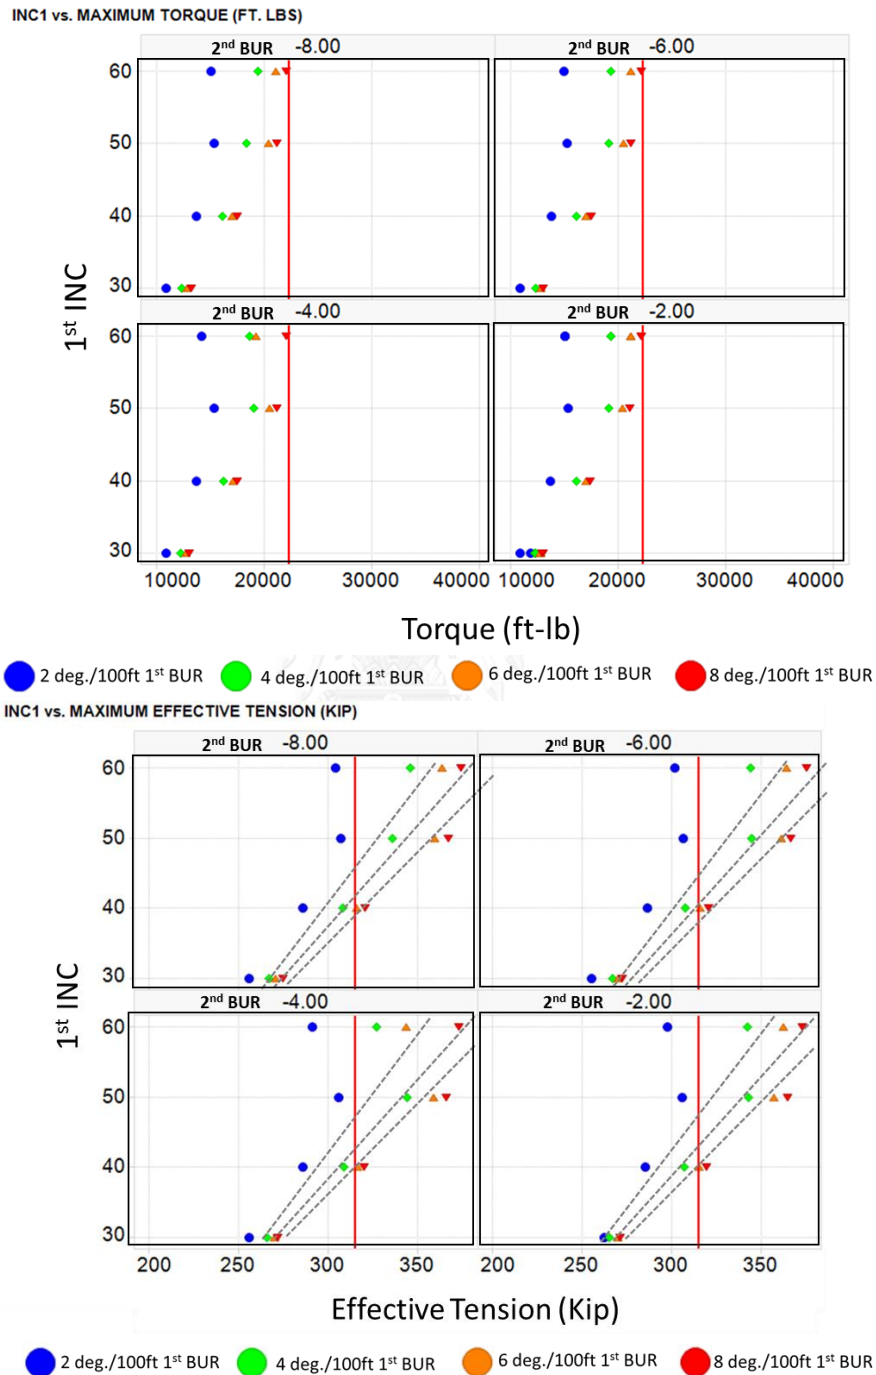 INC1 vs. MAXIMUM TORQUE (FT. LBS)
2nd BUR -8.00 2nd BUR -6.00
60
50
40
30
2nd BUR -4.00 2nd BUR -2.00
60
50
40
30
1st INC
10000 20000 30000 40000 10000 20000 30000 40000
Torque (ft-lb)
2 deg./100ft 1st BUR 4 deg./100ft 1st BUR 6 deg./100ft 1st BUR 8 deg./100ft 1st BUR
INC1 vs. MAXIMUM EFFECTIVE TENSION (KIP)
2nd BUR -8.00 2nd BUR -6.00
60
50
40
30
2nd BUR -4.00 2nd BUR -2.00
60
50
40
30
1st INC
200 250 300 350 200 250 300 350
Effective Tension (Kip)
2 deg./100ft 1st BUR 4 deg./100ft 1st BUR 6 deg./100ft 1st BUR 8 deg./100ft 1st BUR